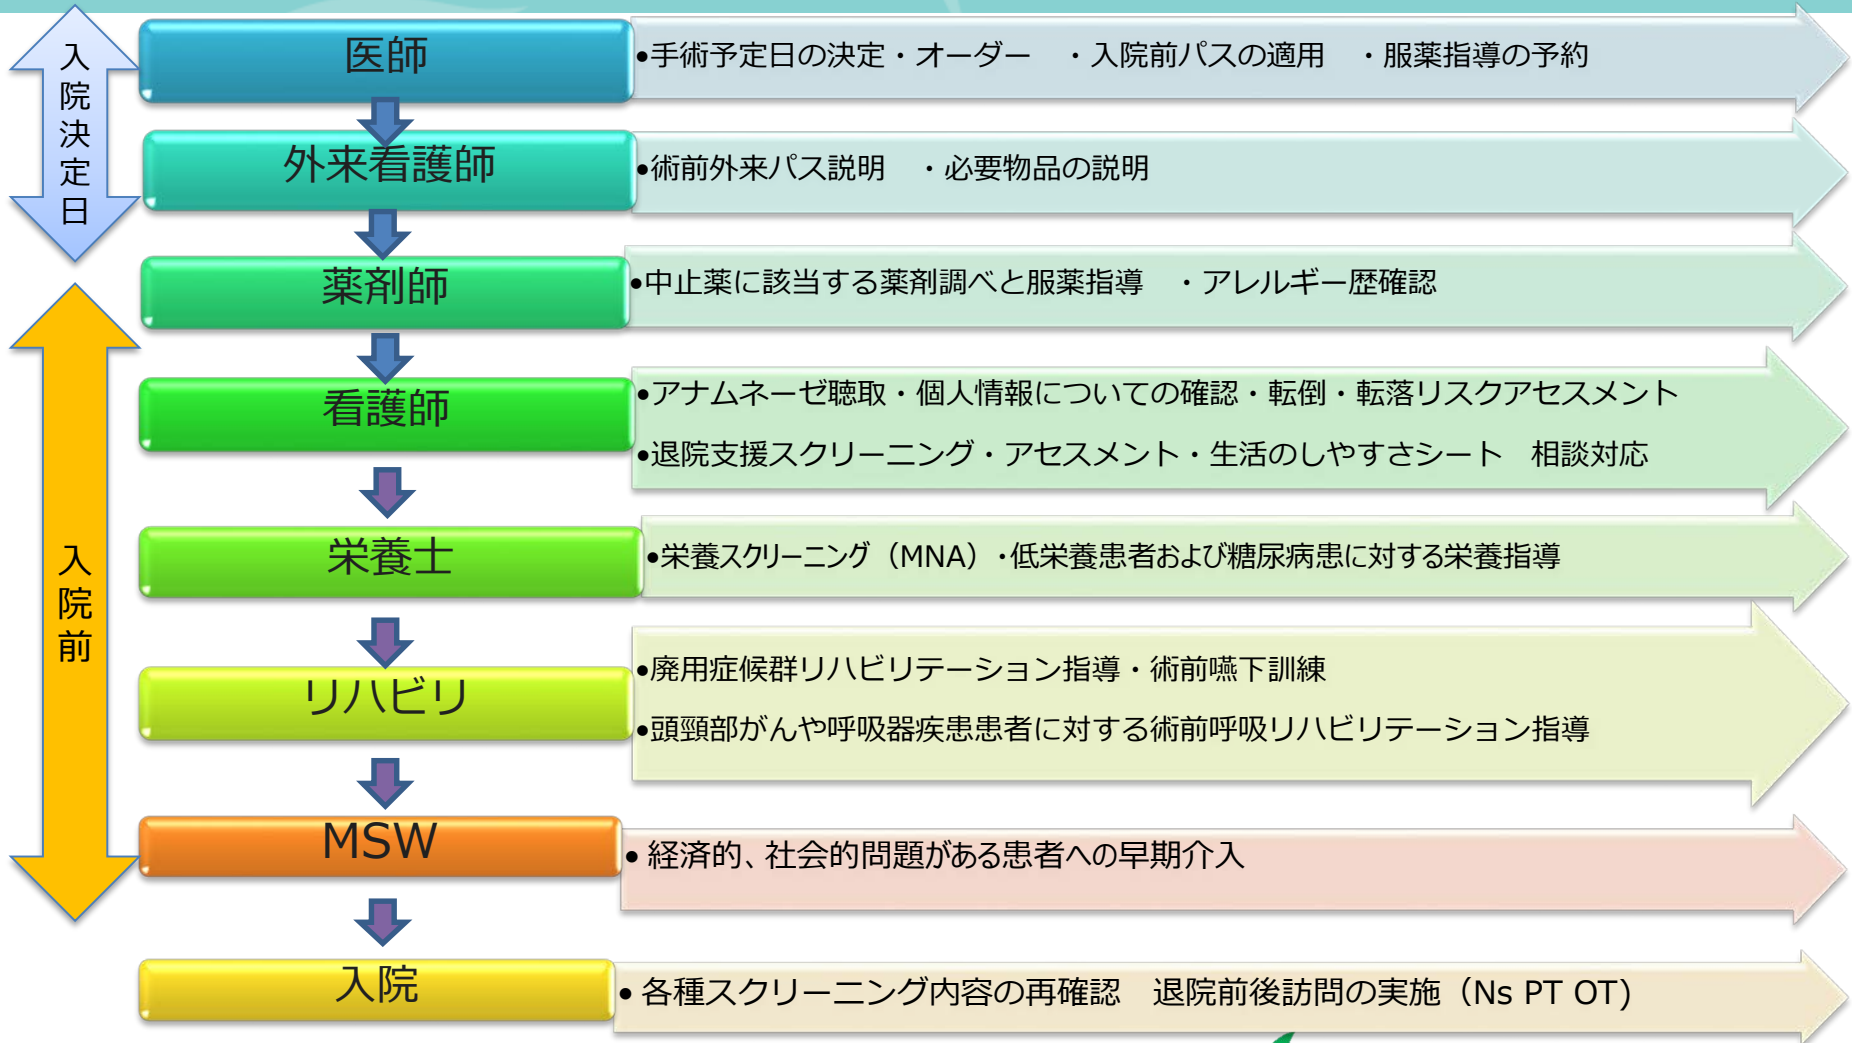 入院決定日
医師
•手術予定日の決定・オーダー　・入院前パスの適用　・服薬指導の予約
外来看護師
•術前外来パス説明　・必要物品の説明
入院前
薬剤師
•中止薬に該当する薬剤調べと服薬指導　・アレルギー歴確認
看護師
•アナムネーゼ聴取・個人情報についての確認・転倒・転落リスクアセスメント
•退院支援スクリーニング・アセスメント・生活のしやすさシート　相談対応
栄養士
•栄養スクリーニング（MNA）・低栄養患者および糖尿病患に対する栄養指導
リハビリ
•廃用症候群リハビリテーション指導・術前嚥下訓練
•頭頸部がんや呼吸器疾患患者に対する術前呼吸リハビリテーション指導
MSW
• 経済的、社会的問題がある患者への早期介入
入院
• 各種スクリーニング内容の再確認　退院前後訪問の実施（Ns PT OT)